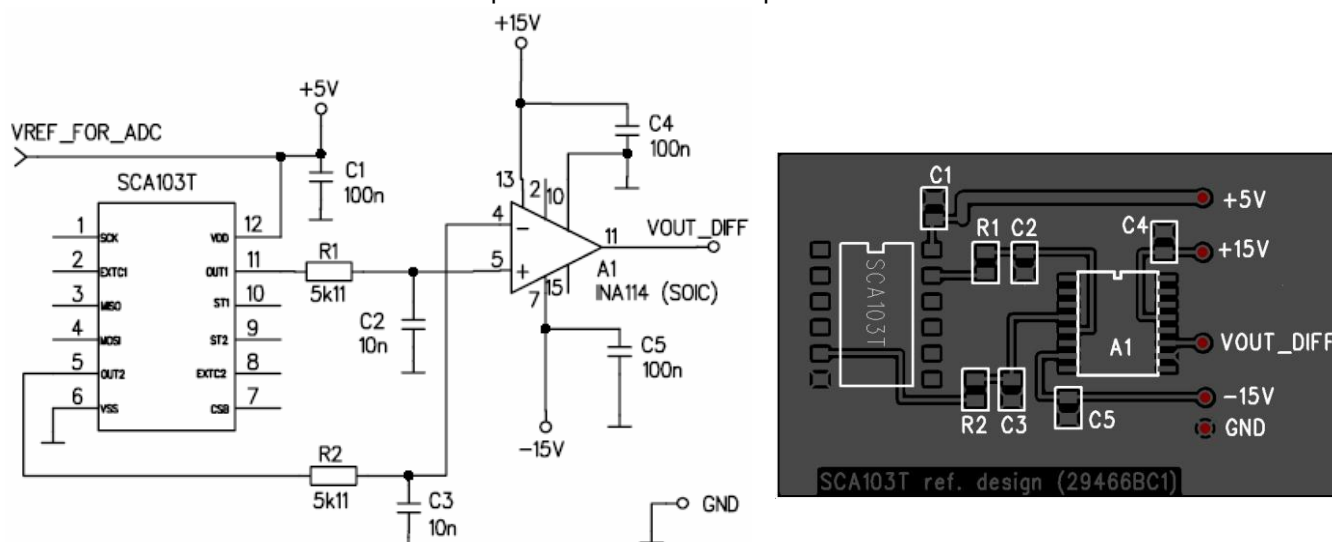 +15V
+5V
VREF_FOR_ADC
C1
100n
C4
100n
SCA103T
1
SCK
VDD
12
2
EXTC1
OUT1
11
3
MISO
ST1
10
4
MOSI
ST2
9
5
OUT2
EXTC2
8
6
VSS
CSB
7
R1
5k11
C2
10n
13
2
10
4
5
7
15
11
VOUT_DIFF
A1
INA114 (SOIC)
C5
100n
-15V
R2
5k11
C3
10n
GND
C1
+5V
R1
C2
C4
+15V
SCA103T
A1
VOUT_DIFF
-15V
R2
C3
C5
GND
SCA103T ref. design (29466BC1)